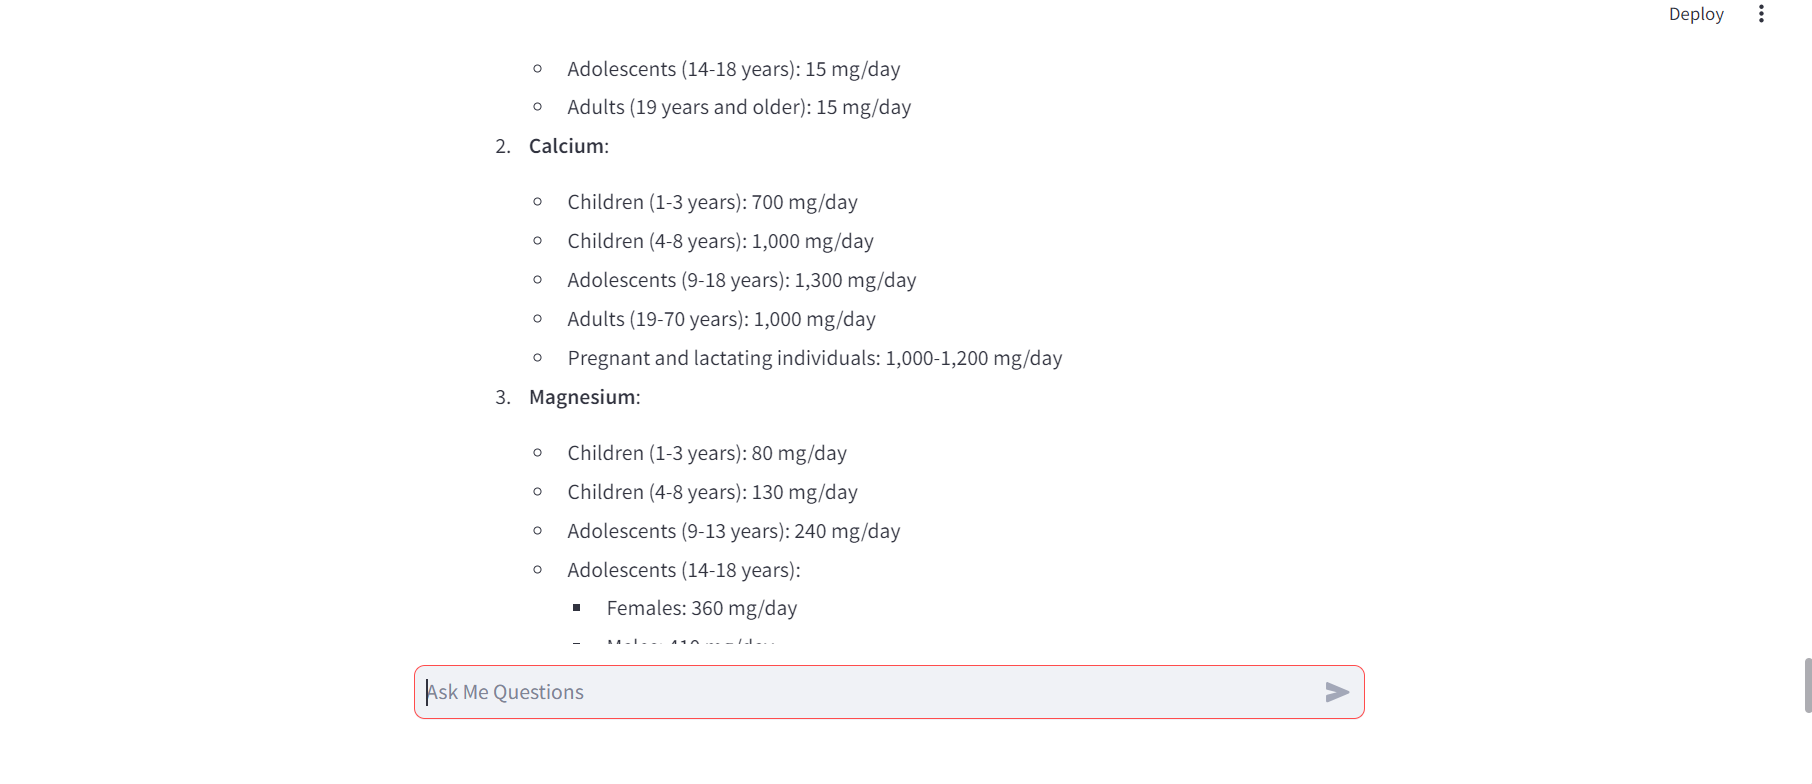 Deploy
Adolescents (14-18 years): 15 mg/day
Adults (19 years and older): 15 mg/day
2. Calcium:
Children (1-3 years): 700 mg/day
Children (4-8 years): 1,000 mg/day
Adolescents (9-18 years): 1,300 mg/day
Adults (19-70 years): 1,000 mg/day
Pregnant and lactating individuals: 1,000-1,200 mg/day
3. Magnesium:
Children (1-3 years): 80 mg/day
Children (4-8 years): 130 mg/day
Adolescents (9-13 years): 240 mg/day
Adolescents (14-18 years):
Females: 360 mg/day
Males: 410 mg/day
Ask Me Questions